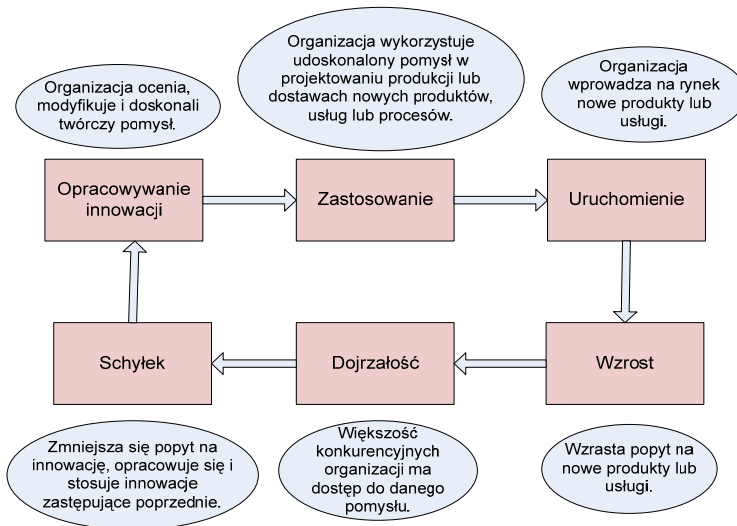 Organizacja ocenia,
modyfikuje i doskonali
twórczy pomysł.
Organizacja wykorzystuje
udoskonalony pomysł w
projektowaniu produkcji lub
dostawach nowych produktów,
usług lub procesów.
Organizacja
wprowadza na rynek
nowe produkty lub
usługi.
Opracowywanie
innowacji
Zastosowanie
Uruchomienie
Schyłek
Dojrzałość
Wzrost
Zmniejsza się popyt na
innowację, opracowuje się i
stosuje innowacje
zastępujące poprzednie.
Większość
konkurencyjnych
organizacji ma
dostęp do danego
pomysłu.
Wzrasta popyt na
nowe produkty lub
usługi.